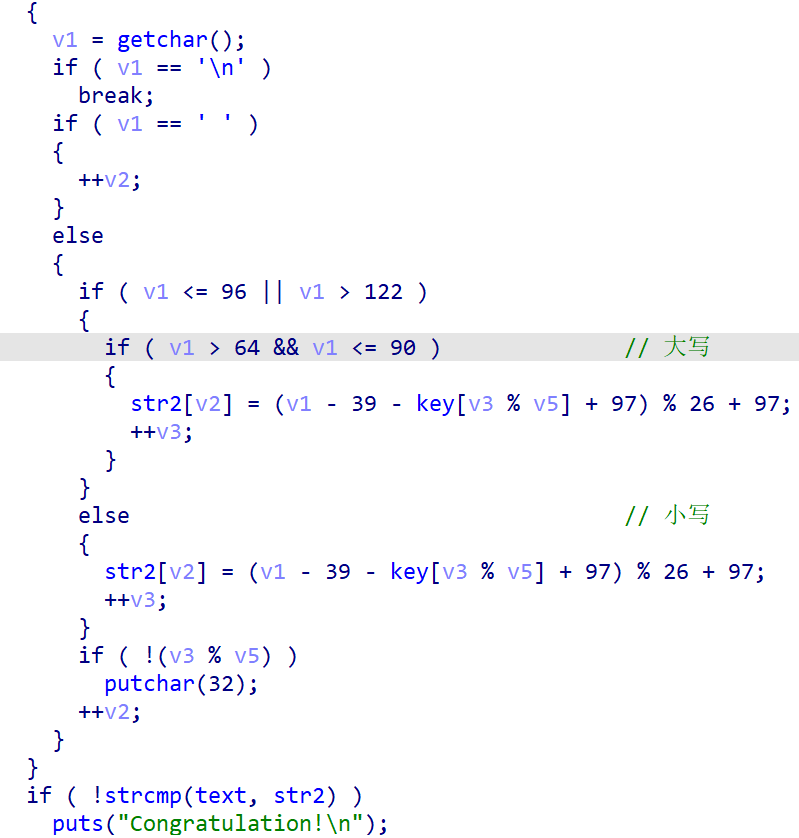 {
v1 = getchar();
if ( v1 == '\n' )
break;
if ( v1 == ' ' )
{
++v2;
}
else
{
if ( v1 <= 96 || v1 > 122 )
{
if ( v1 > 64 && v1 <= 90 ) // 大写
{
str2[v2] = (v1 - 39 - key[v3 % v5] + 97) % 26 + 97;
++v3;
}
}
else // 小写
{
str2[v2] = (v1 - 39 - key[v3 % v5] + 97) % 26 + 97;
++v3;
}
if ( !(v3 % v5) )
putchar(32);
++v2;
}
}
if ( !strcmp(text, str2) )
puts("Congratulation!\n");